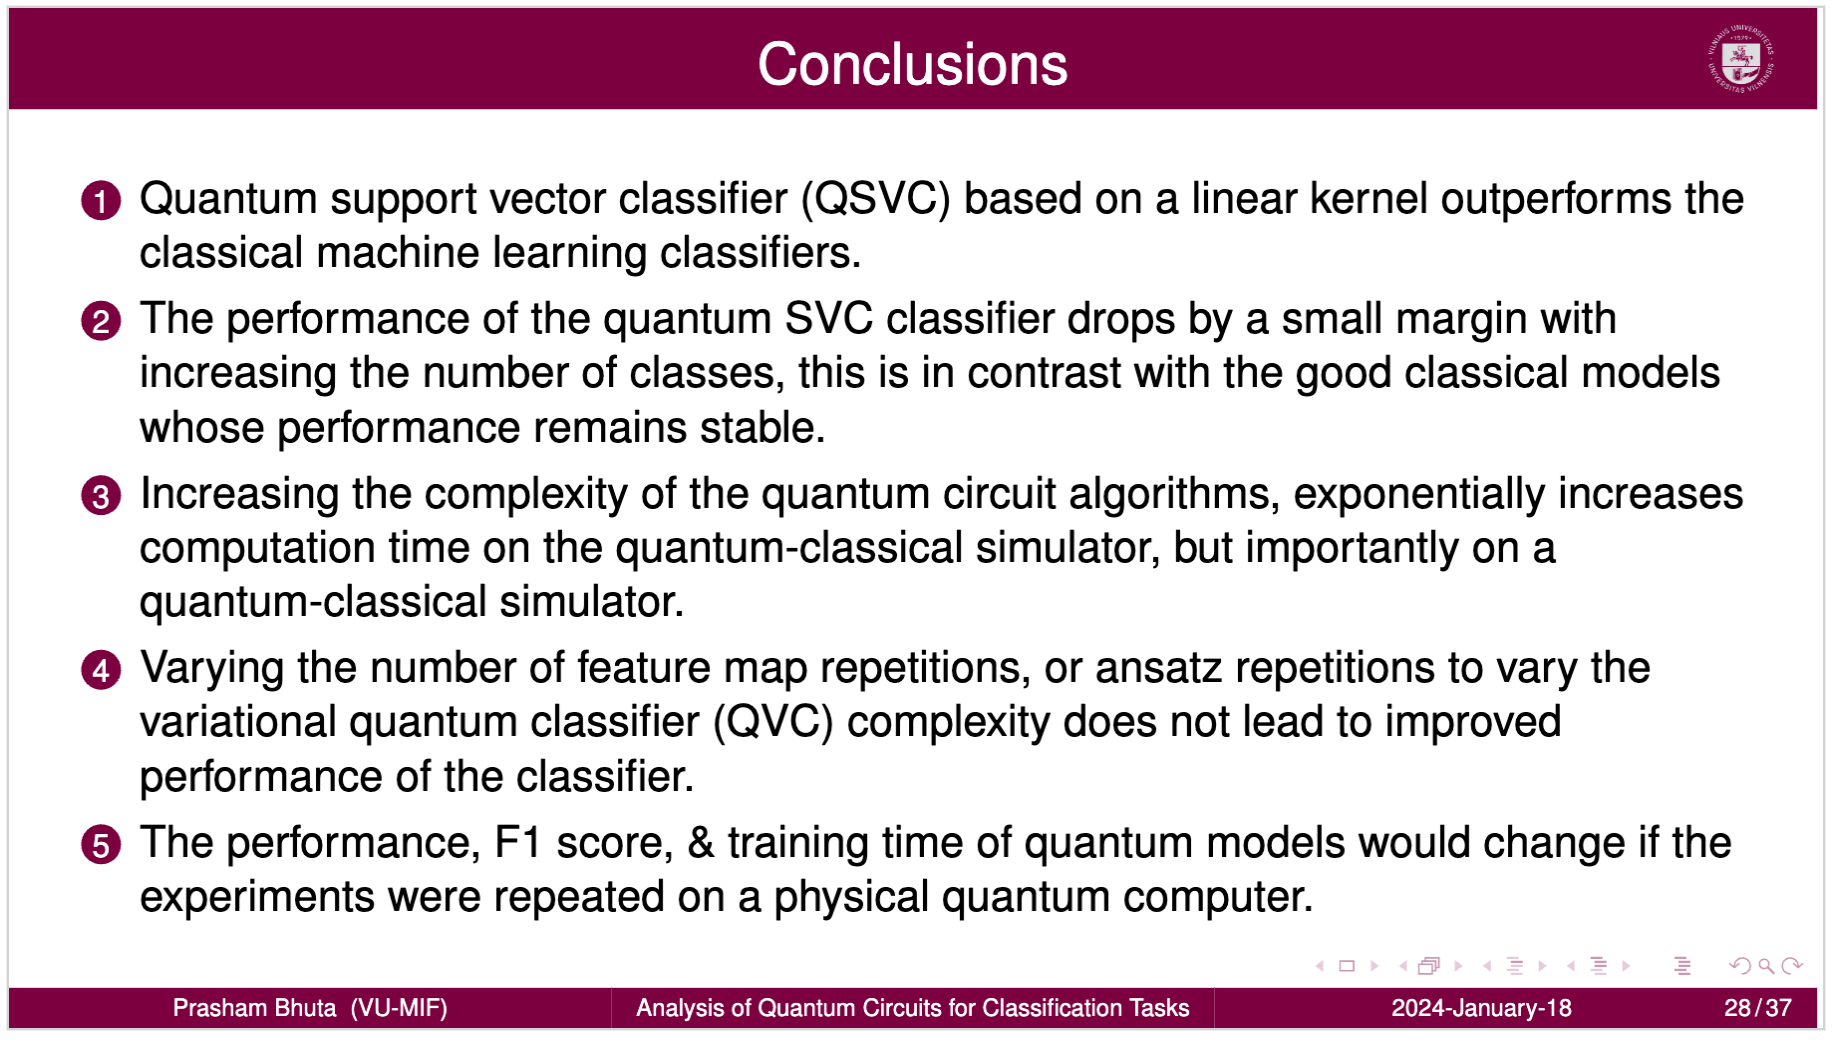 Conclusions
VILNIAUS UNIVERSITETAS
1579
UNIVERSITAS VILNENSIS
1 Quantum support vector classifier (QSVC) based on a linear kernel outperforms the
classical machine learning classifiers.
2 The performance of the quantum SVC classifier drops by a small margin with
increasing the number of classes, this is in contrast with the good classical models
whose performance remains stable.
3 Increasing the complexity of the quantum circuit algorithms, exponentially increases
computation time on the quantum-classical simulator, but importantly on a
quantum-classical simulator.
4 Varying the number of feature map repetitions, or ansatz repetitions to vary the
variational quantum classifier (QVC) complexity does not lead to improved
performance of the classifier.
5 The performance, F1 score, & training time of quantum models would change if the
experiments were repeated on a physical quantum computer.
Prasham Bhuta (VU-MIF) Analysis of Quantum Circuits for Classification Tasks 2024-January-18 28/37